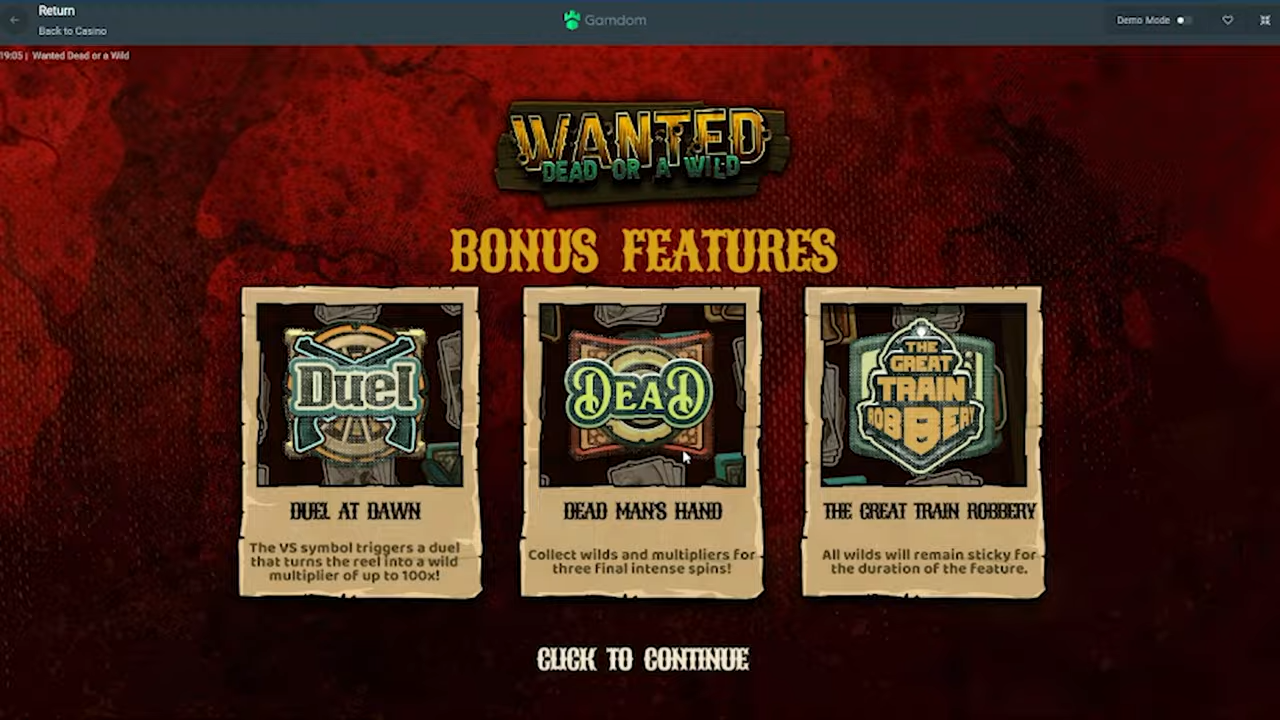 Return
Back to Casino
Gamdom
Demo Mode
19:05 | Wanted Dead or a Wild
WANTED
DEAD OR A WILD
BONUS FEATURES
Duel
DEAD
THE
GREAT
TRAIN
ROBBERY
DUEL AT DAWN
DEAD MAN'S HAND
THE GREAT TRAIN ROBBERY
The VS symbol triggers a duel
that turns the reel into a wild
multiplier of up to 100x!
Collect wilds and multipliers for
three final intense spins!
All wilds will remain sticky for
the duration of the feature.
CLICK TO CONTINUE